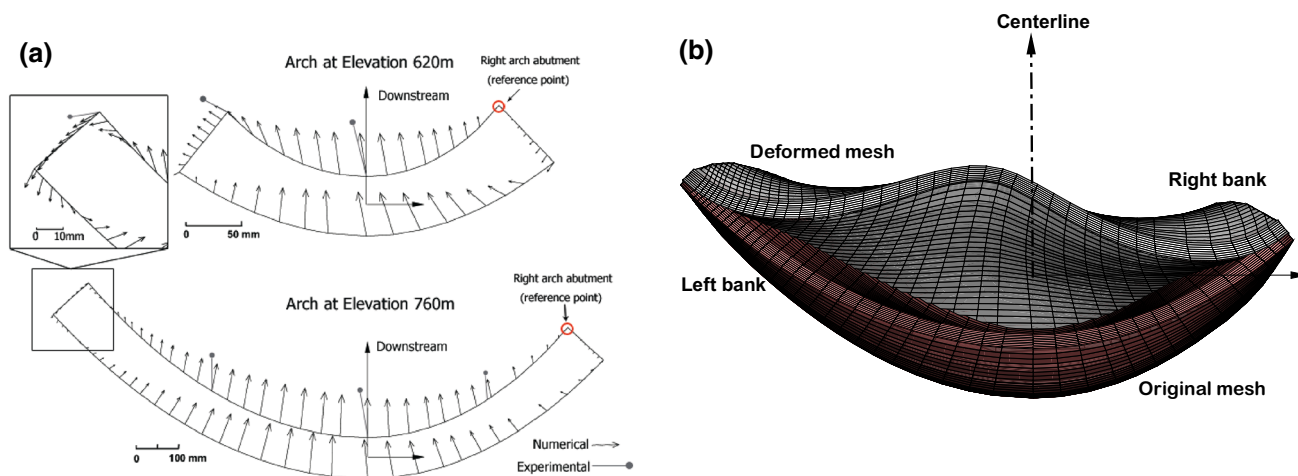 (a)
Arch at Elevation 620m
Right arch abutment
(reference point)
Downstream
0 10mm
0 50 mm
Arch at Elevation 760m
Right arch abutment
(reference point)
Downstream
0 100 mm
Numerical
Experimental
(b)
Centerline
Deformed mesh
Right bank
Left bank
Original mesh